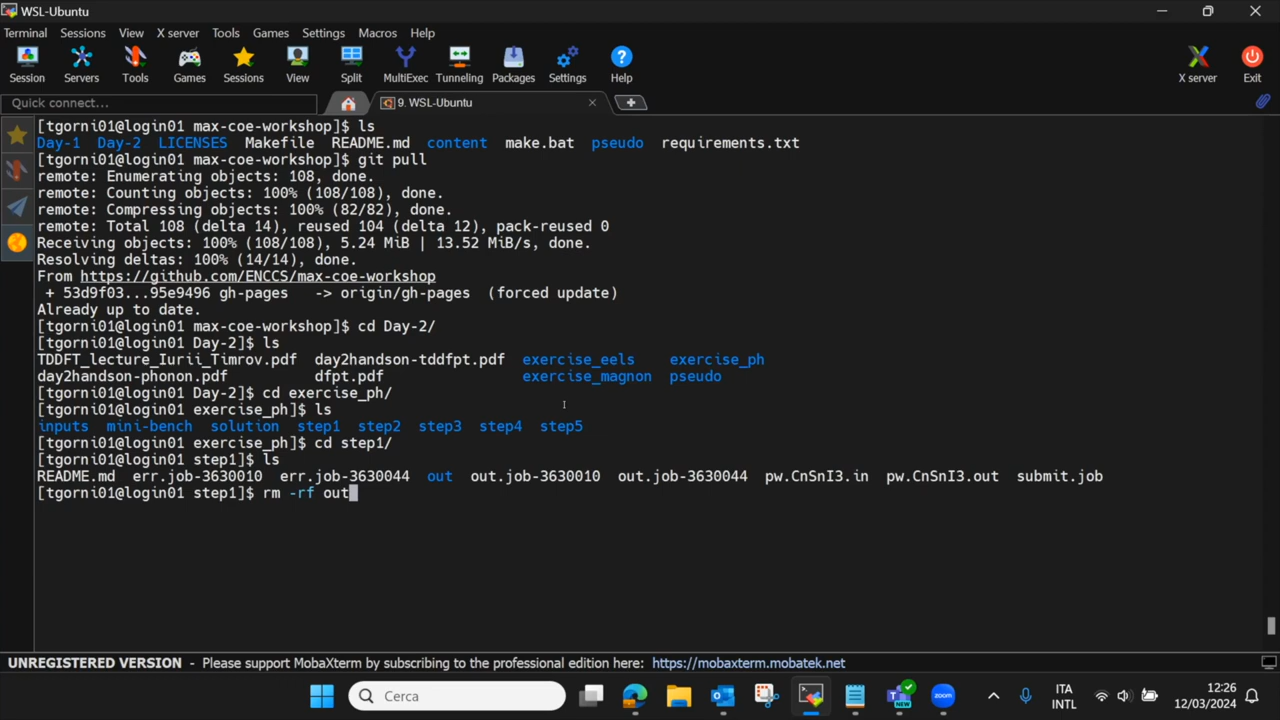 WSL-Ubuntu
Terminal Sessions View X server Tools Games Settings Macros Help
Session Servers Tools Games Sessions View Split MultiExec Tunneling Packages Settings Help X server Exit
Quick connect... 9. WSL-Ubuntu
[tgorni01@login01 max-coe-workshop]$ ls
Day-1 Day-2 LICENSES Makefile README.md content make.bat pseudo requirements.txt
[tgorni01@login01 max-coe-workshop]$ git pull
remote: Enumerating objects: 108, done.
remote: Counting objects: 100% (108/108), done.
remote: Compressing objects: 100% (82/82), done.
remote: Total 108 (delta 14), reused 104 (delta 12), pack-reused 0
Receiving objects: 100% (108/108), 5.24 MiB | 13.52 MiB/s, done.
Resolving deltas: 100% (14/14), done.
From https://github.com/ENCCS/max-coe-workshop
+ 53d9f03...95e9496 gh-pages -> origin/gh-pages (forced update)
Already up to date.
[tgorni01@login01 max-coe-workshop]$ cd Day-2/
[tgorni01@login01 Day-2]$ ls
TDDFT_lecture_Iurii_Timrov.pdf day2handson-tddfpt.pdf exercise_eels exercise_ph
day2handson-phonon.pdf dfpt.pdf exercise_magnon pseudo
[tgorni01@login01 Day-2]$ cd exercise_ph/
[tgorni01@login01 exercise_ph]$ ls
inputs mini-bench solution step1 step2 step3 step4 step5
[tgorni01@login01 exercise_ph]$ cd step1/
[tgorni01@login01 step1]$ ls
README.md err.job-3630010 err.job-3630044 out out.job-3630010 out.job-3630044 pw.CnSnI3.in pw.CnSnI3.out submit.job
[tgorni01@login01 step1]$ rm -rf out
UNREGISTERED VERSION - Please support MobaXterm by subscribing to the professional edition here: https://mobaxterm.mobatek.net
Cerca
ITA
INTL
12:26
12/03/2024